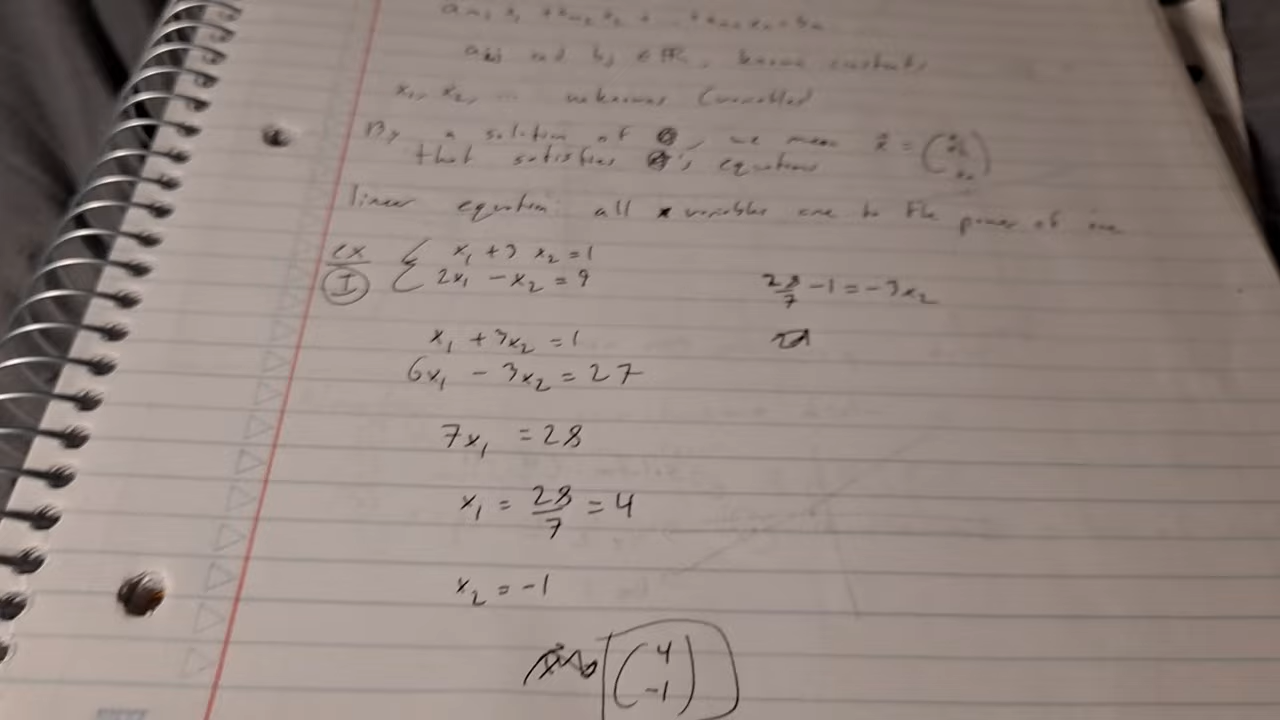 aij and bj ∈ ℝ, known constants
x₁, x₂, ... unknowns (variables)
By a solution of, we mean x⃗ =
that satisfies 's equations
linear equation: all variables are to the power of one
ex { x₁ + 3 x₂ = 1
I 2x₁ - x₂ = 9
28/7 - 1 = -3x₂
x₁ + 3x₂ = 1
6x₁ - 3x₂ = 27
7x₁ = 28
x₁ = 28/7 = 4
x₂ = -1
(4
-1)